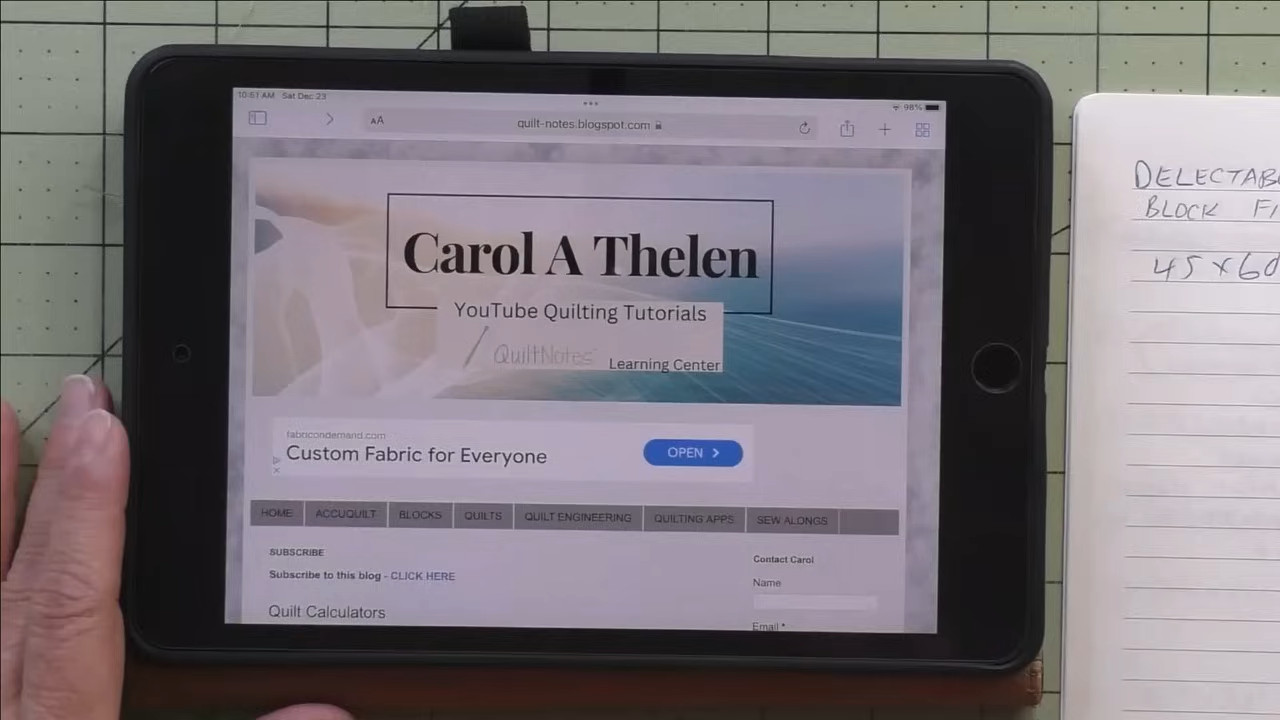 10:51 AM Sat Dec 23
98%
AA
quilt-notes.blogspot.com
Carol A Thelen
YouTube Quilting Tutorials
QuiltNotes
Learning Center
fabricondemand.com
Custom Fabric for Everyone
OPEN
HOME ACCUQUILT BLOCKS QUILTS QUILT ENGINEERING QUILTING APPS SEW ALONGS
SUBSCRIBE
Subscribe to this blog - CLICK HERE
Quilt Calculators
Contact Carol
Name
Email *
DELECTAB
BLOCK
45 x 60